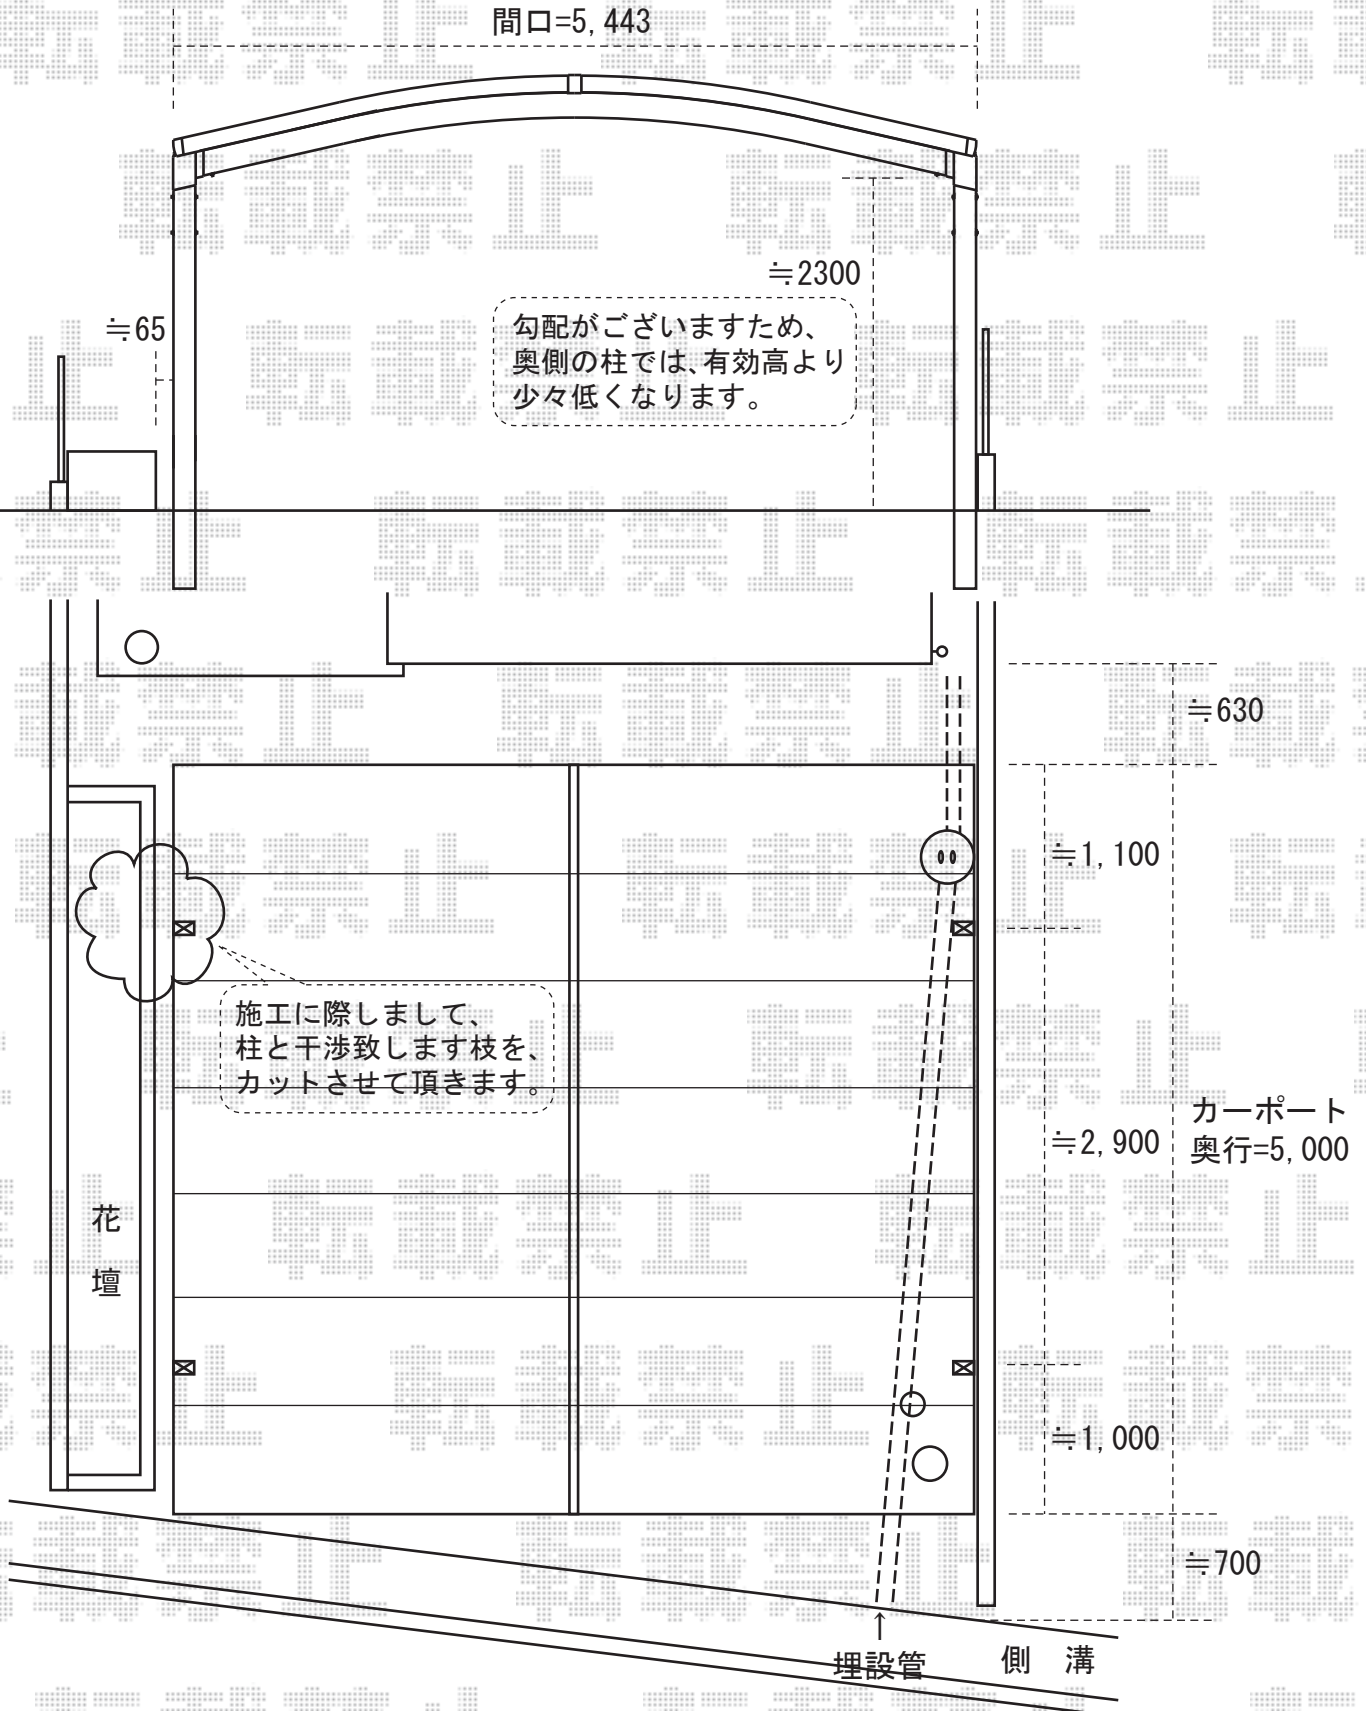 間口=5,443
≒2300
≒65
勾配がございますため、
奥側の柱では、有効高より
少々低くなります。
≒630
≒1,100
施工に際しまして、
柱と干渉致します枝を、
カットさせて頂きます。
カーポート
奥行=5,000
≒2,900
花壇
≒1,000
≒700
埋設管
側溝
転載禁止